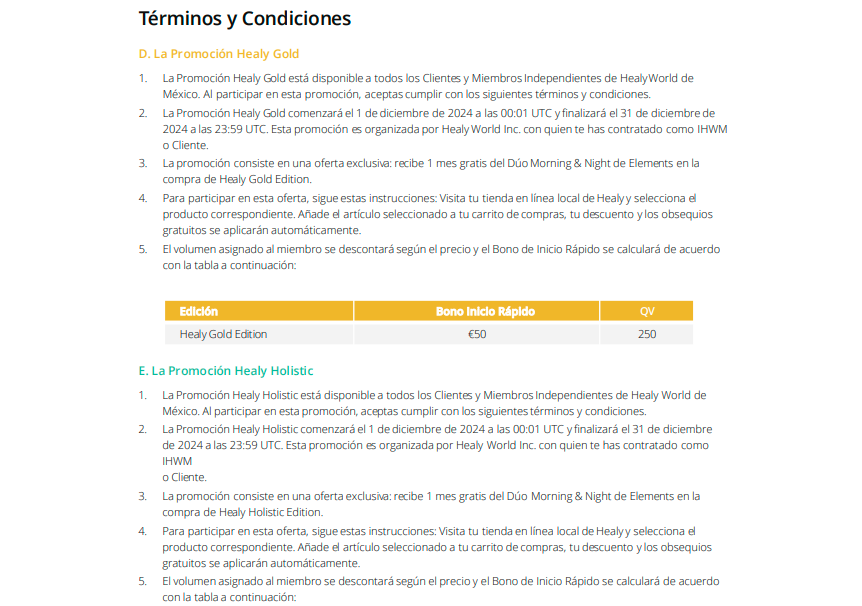 Términos y Condiciones
D. La Promoción Healy Gold
1. La Promoción Healy Gold está disponible a todos los Clientes y Miembros Independientes de HealyWorld de
México. Al participar en esta promoción, aceptas cumplir con los siguientes términos y condiciones.
2. La Promoción Healy Gold comenzará el 1 de diciembre de 2024 a las 00:01 UTC y finalizará el 31 de diciembre de
2024 a las 23:59 UTC. Esta promoción es organizada por Healy World Inc. con quien te has contratado como IHWM
o Cliente.
3. La promoción consiste en una oferta exclusiva: recibe 1 mes gratis del Dúo Morning & Night de Elements en la
compra de Healy Gold Edition.
4. Para participar en esta oferta, sigue estas instrucciones: Visita tu tienda en línea local de Healy y selecciona el
producto correspondiente. Añade el artículo seleccionado a tu carrito de compras, tu descuento y los obsequios
gratuitos se aplicarán automáticamente.
5. El volumen asignado al miembro se descontará según el precio y el Bono de Inicio Rápido se calculará de acuerdo
con la tabla a continuación:
Edición Bono Inicio Rápido QV
Healy Gold Edition €50 250
E. La Promoción Healy Holistic
1. La Promoción Healy Holistic está disponible a todos los Clientes y Miembros Independientes de Healy World de
México. Al participar en esta promoción, aceptas cumplir con los siguientes términos y condiciones.
2. La Promoción Healy Holistic comenzará el 1 de diciembre de 2024 a las 00:01 UTC y finalizará el 31 de diciembre
de 2024 a las 23:59 UTC. Esta promoción es organizada por Healy World Inc. con quien te has contratado como
IHWM
o Cliente.
3. La promoción consiste en una oferta exclusiva: recibe 1 mes gratis del Dúo Morning & Night de Elements en la
compra de Healy Holistic Edition.
4. Para participar en esta oferta, sigue estas instrucciones: Visita tu tienda en línea local de Healy y selecciona el
producto correspondiente. Añade el artículo seleccionado a tu carrito de compras, tu descuento y los obsequios
gratuitos se aplicarán automáticamente.
5. El volumen asignado al miembro se descontará según el precio y el Bono de Inicio Rápido se calculará de acuerdo
con la tabla a continuación: